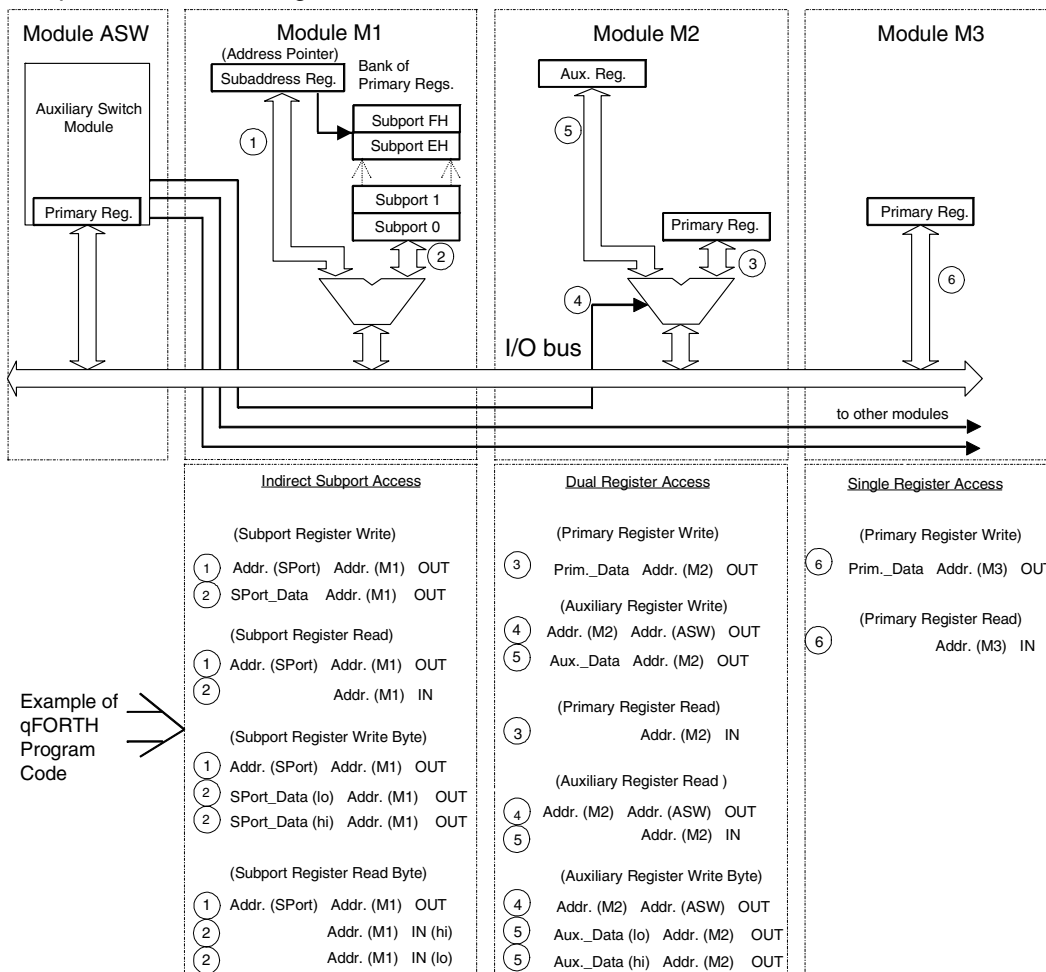 Module ASW
Auxiliary Switch
Module
Primary Reg.
Module M1
(Address Pointer)
Subaddress Reg.
Bank of
Primary Regs.
Subport FH
Subport EH
Subport 1
Subport 0
1
2
Module M2
Aux. Reg.
5
Primary Reg.
3
4
Module M3
Primary Reg.
6
I/O bus
to other modules
Example of
qFORTH
Program
Code
Indirect Subport Access
(Subport Register Write)
1 Addr. (SPort) Addr. (M1) OUT
2 SPort_Data Addr. (M1) OUT
(Subport Register Read)
1 Addr. (SPort) Addr. (M1) OUT
2 Addr. (M1) IN
(Subport Register Write Byte)
1 Addr. (SPort) Addr. (M1) OUT
2 SPort_Data (lo) Addr. (M1) OUT
2 SPort_Data (hi) Addr. (M1) OUT
(Subport Register Read Byte)
1 Addr. (SPort) Addr. (M1) OUT
2 Addr. (M1) IN (hi)
2 Addr. (M1) IN (lo)
Dual Register Access
(Primary Register Write)
3 Prim._Data Addr. (M2) OUT
(Auxiliary Register Write)
4 Addr. (M2) Addr. (ASW) OUT
5 Aux._Data Addr. (M2) OUT
(Primary Register Read)
3 Addr. (M2) IN
(Auxiliary Register Read )
4 Addr. (M2) Addr. (ASW) OUT
5 Addr. (M2) IN
(Auxiliary Register Write Byte)
4 Addr. (M2) Addr. (ASW) OUT
5 Aux._Data (lo) Addr. (M2) OUT
5 Aux._Data (hi) Addr. (M2) OUT
Single Register Access
(Primary Register Write)
6 Prim._Data Addr. (M3) OUT
(Primary Register Read)
6 Addr. (M3) IN